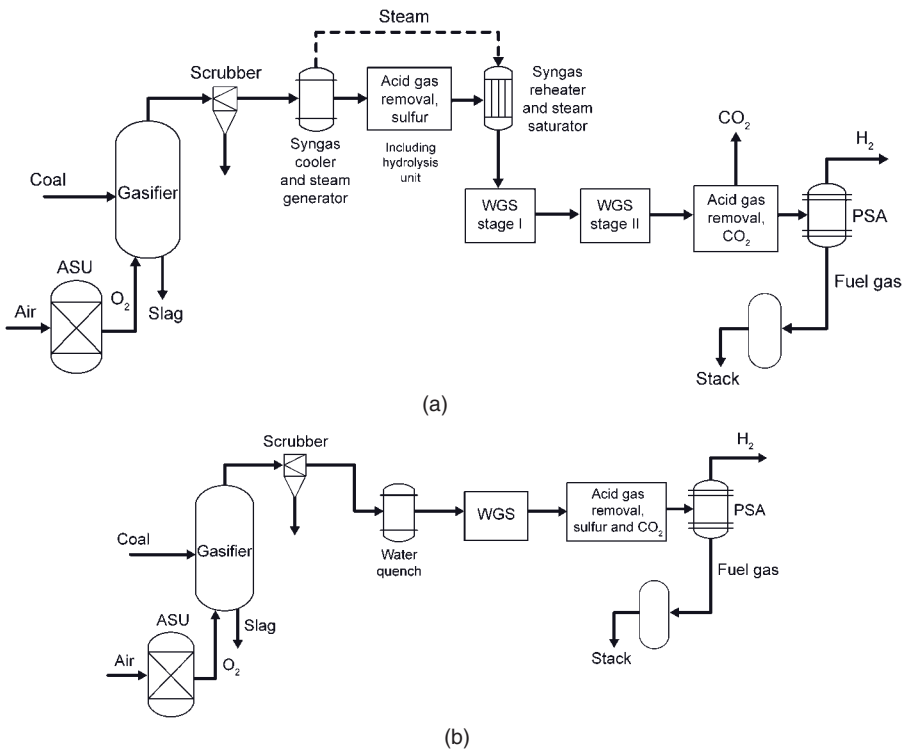 Steam
Scrubber
Acid gas
removal,
sulfur
Syngas
reheater
and steam
saturator
Syngas
cooler
and steam
generator
Including
hydrolysis
unit
CO2
H2
Coal
Gasifier
WGS
stage I
WGS
stage II
Acid gas
removal,
CO2
PSA
ASU
O2
Air
Slag
Fuel gas
Stack
(a)
Scrubber
H2
Coal
Gasifier
WGS
Acid gas
removal,
sulfur and CO2
PSA
Water
quench
Fuel gas
ASU
Slag
Air
O2
Stack
(b)